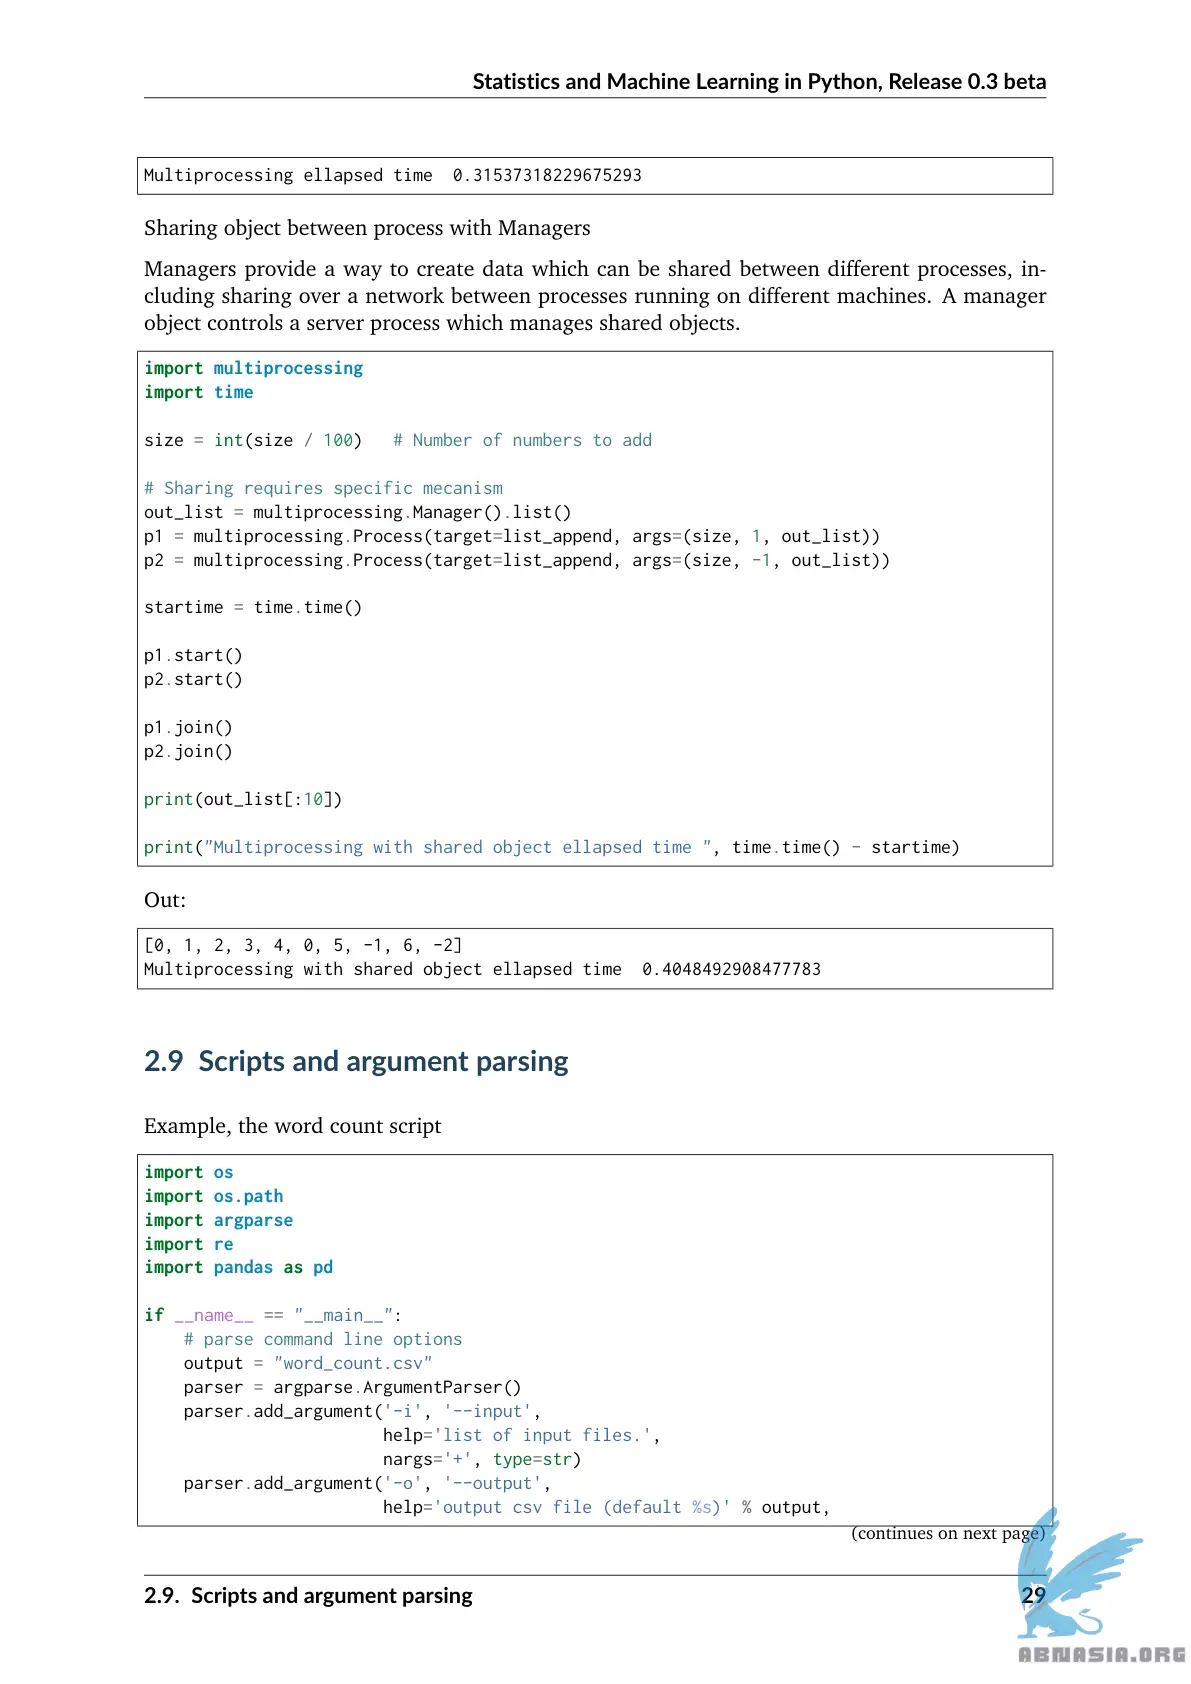 Statistics and Machine Learning in Python, Release 0.3 beta
Multiprocessing ellapsed time  0.31537318229675293
Sharing object between process with Managers
Managers provide a way to create data which can be shared between different processes, in-
cluding sharing over a network between processes running on different machines. A manager
object controls a server process which manages shared objects.
import multiprocessing
import time
size = int(size / 100)   # Number of numbers to add
# Sharing requires specific mecanism
out_list = multiprocessing.Manager().list()
p1 = multiprocessing.Process(target=list_append, args=(size, 1, out_list))
p2 = multiprocessing.Process(target=list_append, args=(size, -1, out_list))
startime = time.time()
p1.start()
p2.start()
p1.join()
p2.join()
print(out_list[:10])
print("Multiprocessing with shared object ellapsed time ", time.time() - startime)
Out:
[0, 1, 2, 3, 4, 0, 5, -1, 6, -2]
Multiprocessing with shared object ellapsed time  0.4048492908477783
2.9 Scripts and argument parsing
Example, the word count script
import os
import os.path
import argparse
import re
import pandas as pd
if __name__ == "__main__":
    # parse command line options
    output = "word_count.csv"
    parser = argparse.ArgumentParser()
    parser.add_argument('-i', '--input',
                        help='list of input files.',
                        nargs='+', type=str)
    parser.add_argument('-o', '--output',
                        help='output csv file (default %s)' % output,
(continues on next page)
2.9. Scripts and argument parsing 29
ABNASIA.ORG